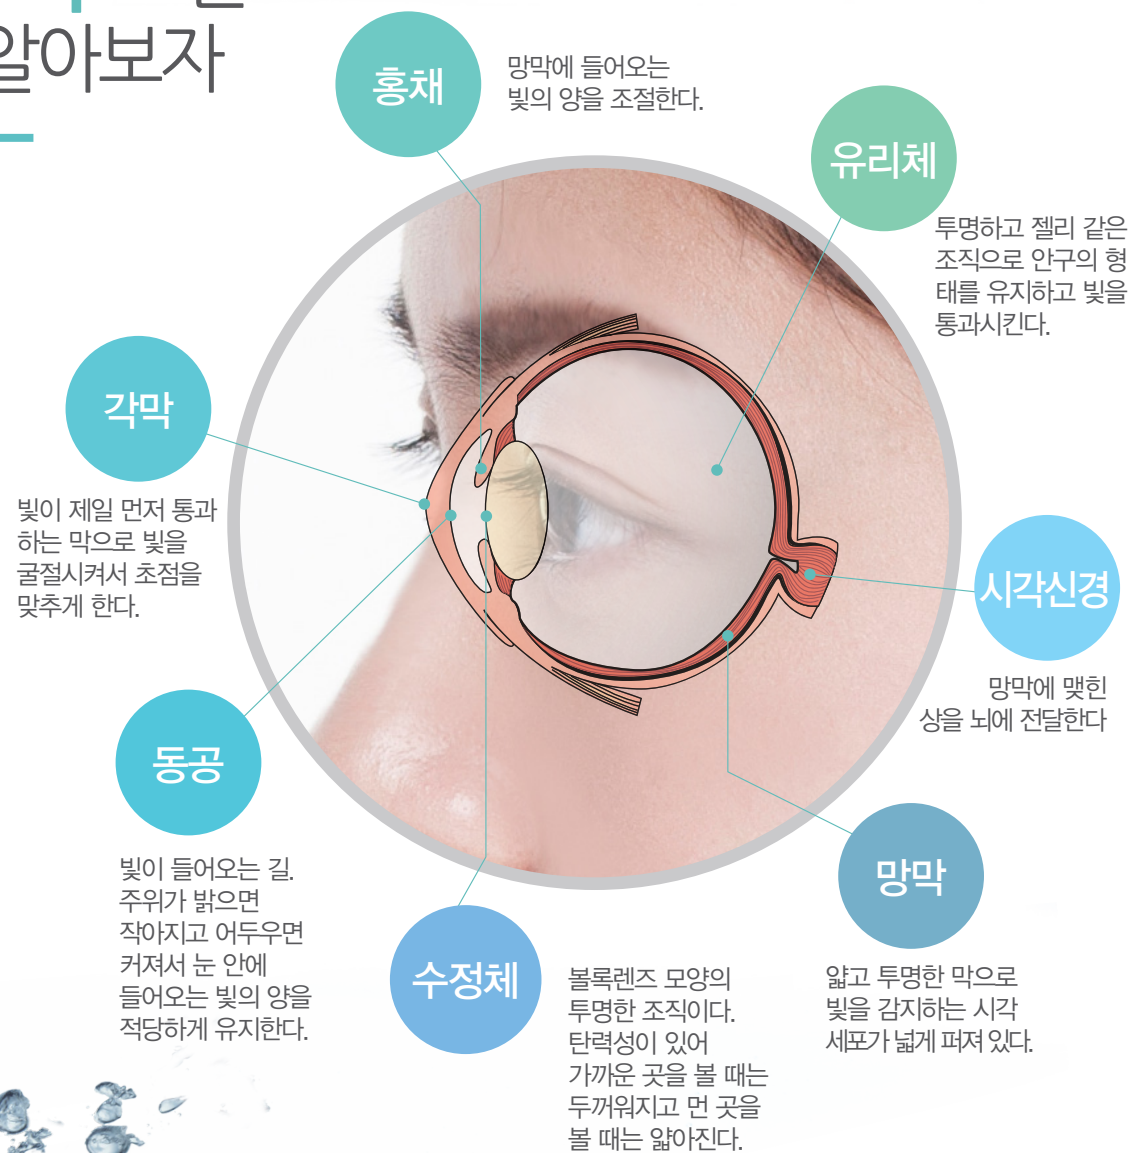 알아보자
홍채
망막에 들어오는
빛의 양을 조절한다.
유리체
투명하고 젤리 같은
조직으로 안구의 형
태를 유지하고 빛을
통과시킨다.
각막
빛이 제일 먼저 통과
하는 막으로 빛을
굴절시켜서 초점을
맞추게 한다.
시각신경
망막에 맺힌
상을 뇌에 전달한다
동공
빛이 들어오는 길.
주위가 밝으면
작아지고 어두우면
커져서 눈 안에
들어오는 빛의 양을
적당하게 유지한다.
수정체
볼록렌즈 모양의
투명한 조직이다.
탄력성이 있어
가까운 곳을 볼 때는
두꺼워지고 먼 곳을
볼 때는 얇아진다.
망막
얇고 투명한 막으로
빛을 감지하는 시각
세포가 넓게 퍼져 있다.